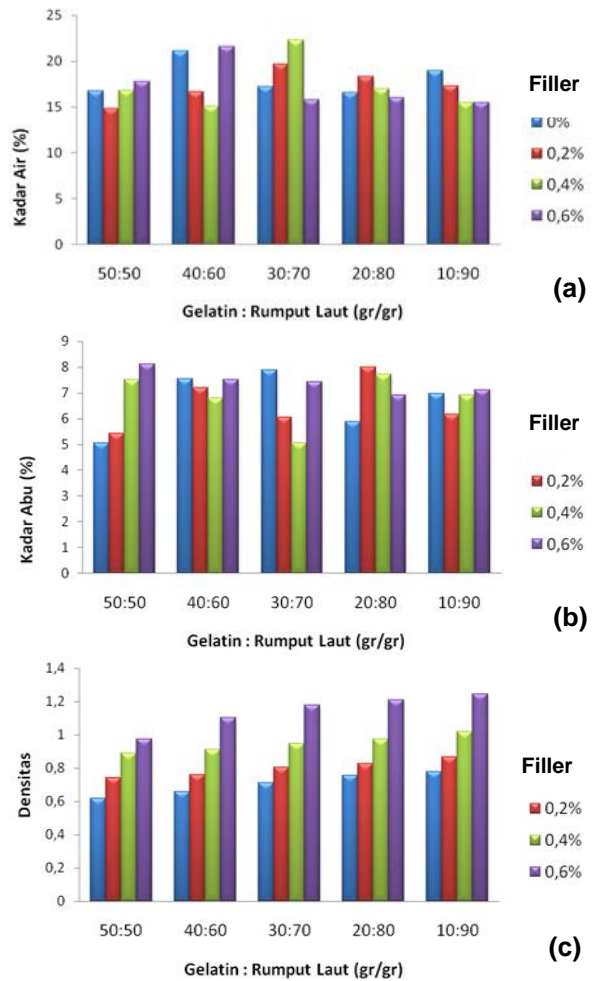 25
20
15
10
5
0
Kadar Air (%)
50:50 40:60 30:70 20:80 10:90
Gelatin : Rumput Laut (gr/gr)
Filler
0%
0,2%
0,4%
0,6%
(a)
9
8
7
6
5
4
3
2
1
0
Kadar Abu (%)
50:50 40:60 30:70 20:80 10:90
Gelatin : Rumput Laut (gr/gr)
Filler
0,2%
0,4%
0,6%
(b)
1,4
1,2
1
0,8
0,6
0,4
0,2
0
Densitas
50:50 40:60 30:70 20:80 10:90
Gelatin : Rumput Laut (gr/gr)
Filler
0,2%
0,4%
0,6%
(c)